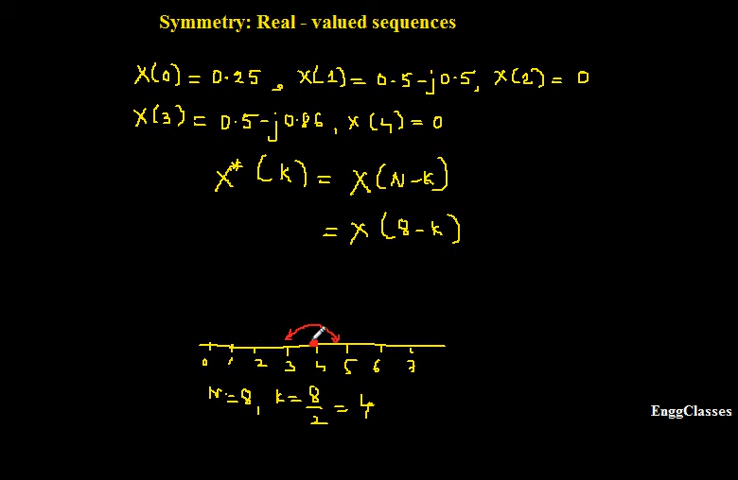 Symmetry: Real - valued sequences
X(0) = 0.25 , X(1) = 0.5-j0.5, X(2) = 0
X(3) = 0.5-j0.86, X(4) = 0
X*(K) = X(N-K)
= X(8-K)
0 1 2 3 4 5 6 7
N=8, K=8/2=4
EnggClasses